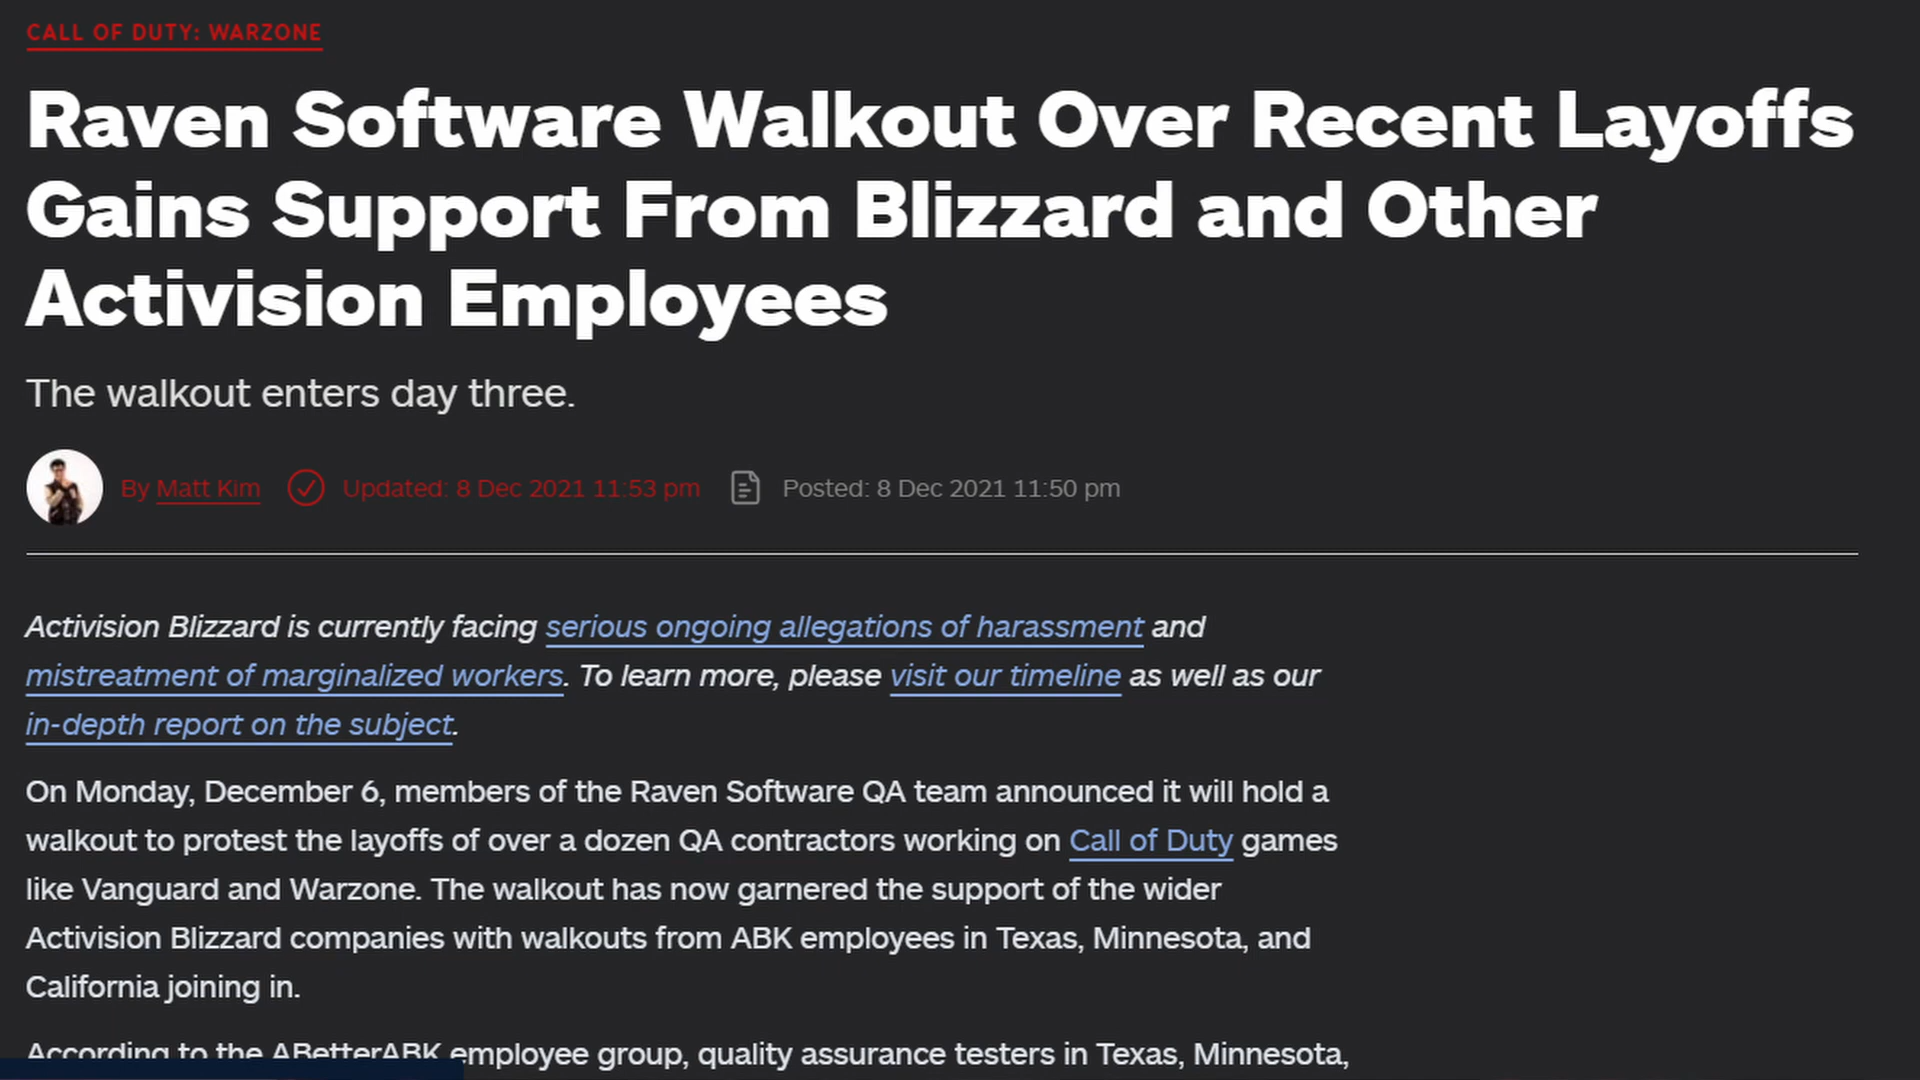 CALL OF DUTY: WARZONE
Raven Software Walkout Over Recent Layoffs
Gains Support From Blizzard and Other
Activision Employees
The walkout enters day three.
By Matt Kim Updated: 8 Dec 2021 11:53 pm Posted: 8 Dec 2021 11:50 pm
Activision Blizzard is currently facing serious ongoing allegations of harassment and
mistreatment of marginalized workers. To learn more, please visit our timeline as well as our
in-depth report on the subject.
On Monday, December 6, members of the Raven Software QA team announced it will hold a
walkout to protest the layoffs of over a dozen QA contractors working on Call of Duty games
like Vanguard and Warzone. The walkout has now garnered the support of the wider
Activision Blizzard companies with walkouts from ABK employees in Texas, Minnesota, and
California joining in.
According to the ABetterABK employee group, quality assurance testers in Texas, Minnesota,